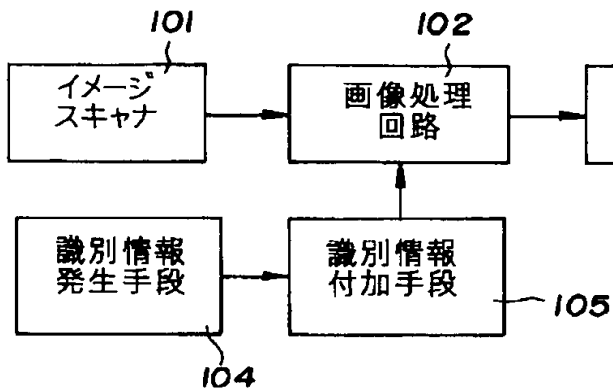 101
イメージ
スキャナ
102
画像処理
回路
識別情報
発生手段
104
識別情報
付加手段
105